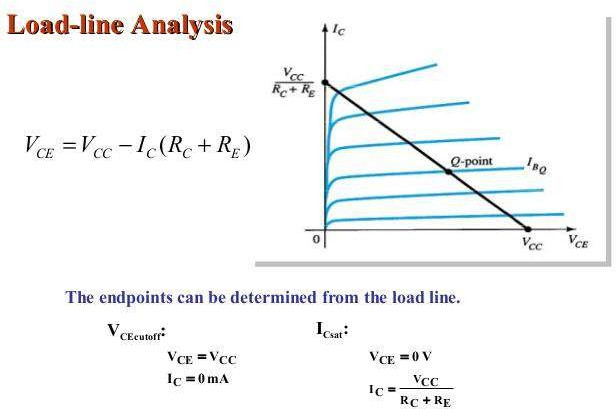 Load-line Analysis
I_C
V_CC / (R_C + R_E)
V_CE = V_CC − I_C (R_C + R_E)
Q-point
I_BQ
0
V_CC
V_CE
The endpoints can be determined from the load line.
V_CEcutoff:
V_CE = V_CC
I_C = 0 mA
I_Csat:
V_CE = 0 V
I_C = V_CC / (R_C + R_E)